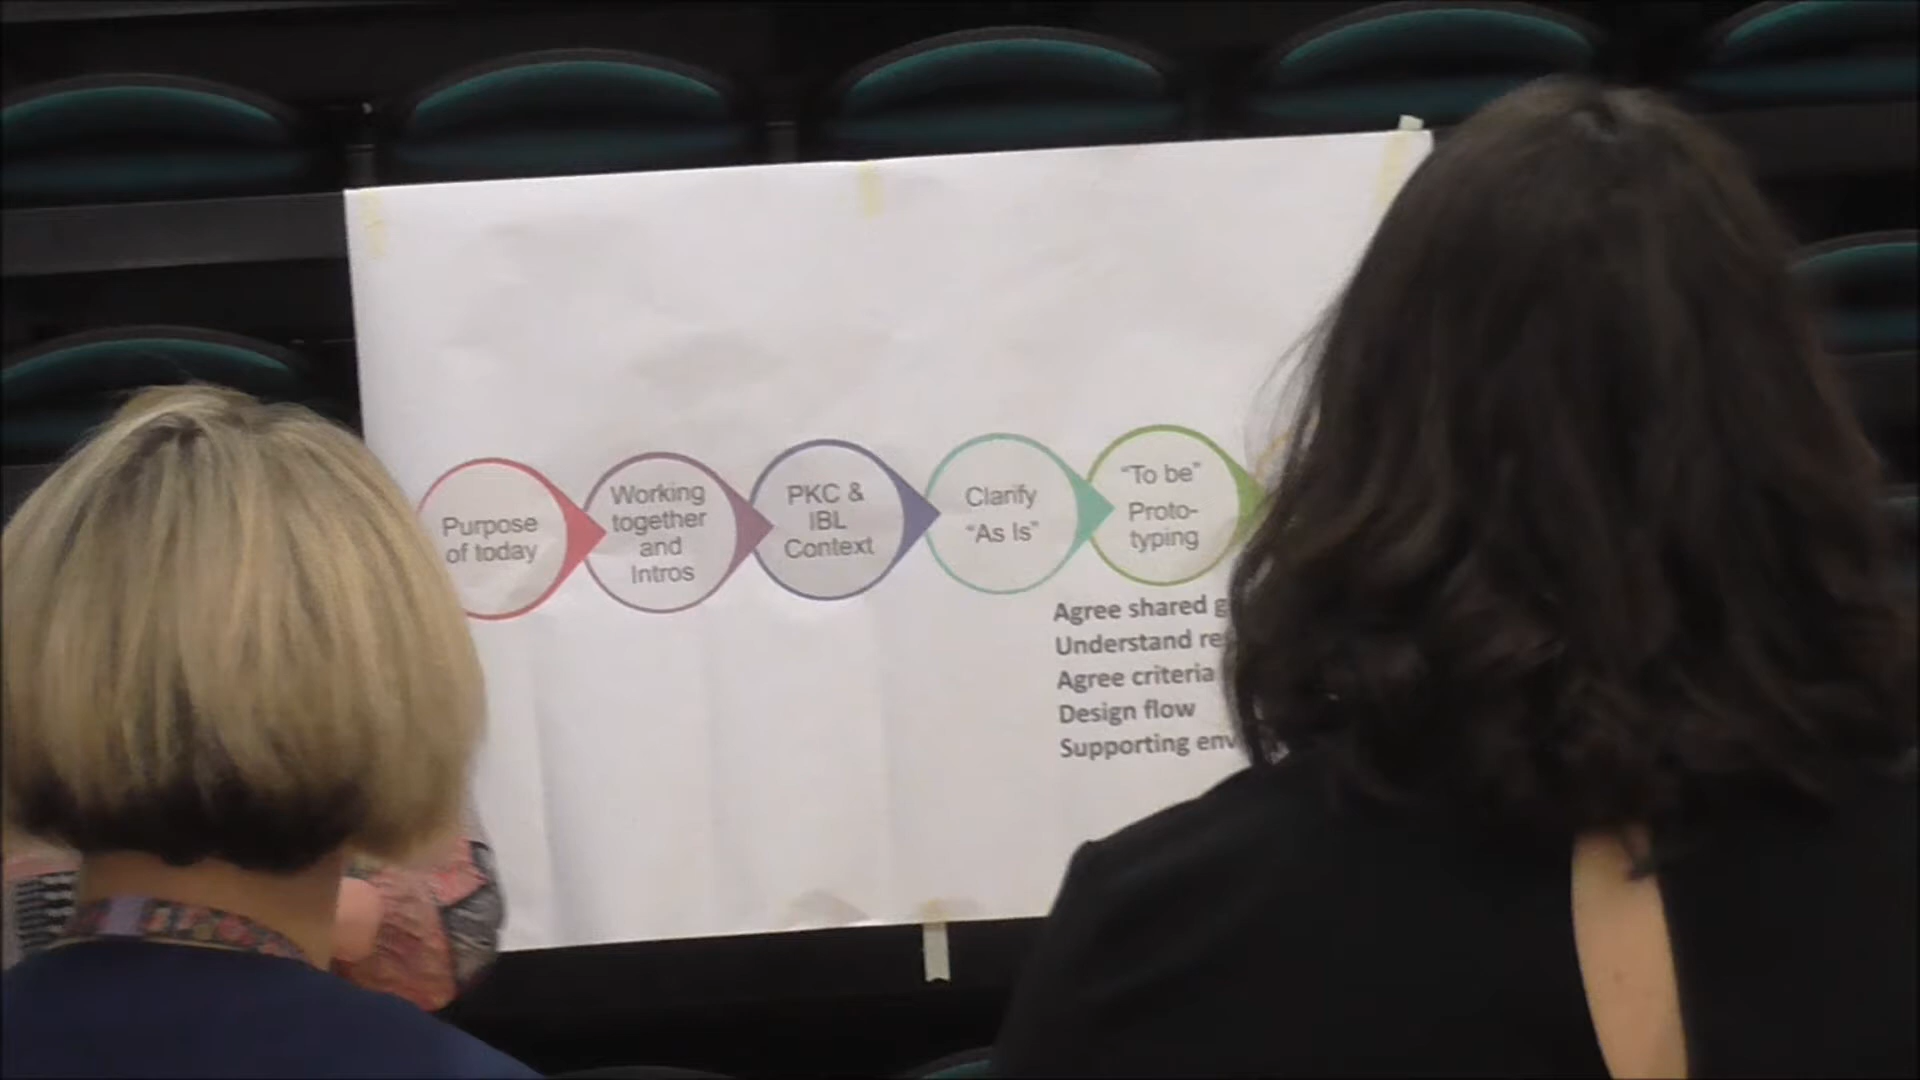 Purpose
of today
Working
together
and
Intros
PKC &
IBL
Context
Clarify
"As Is"
"To be"
Proto-
typing
Agree shared
Understand
Agree criteria
Design flow
Supporting